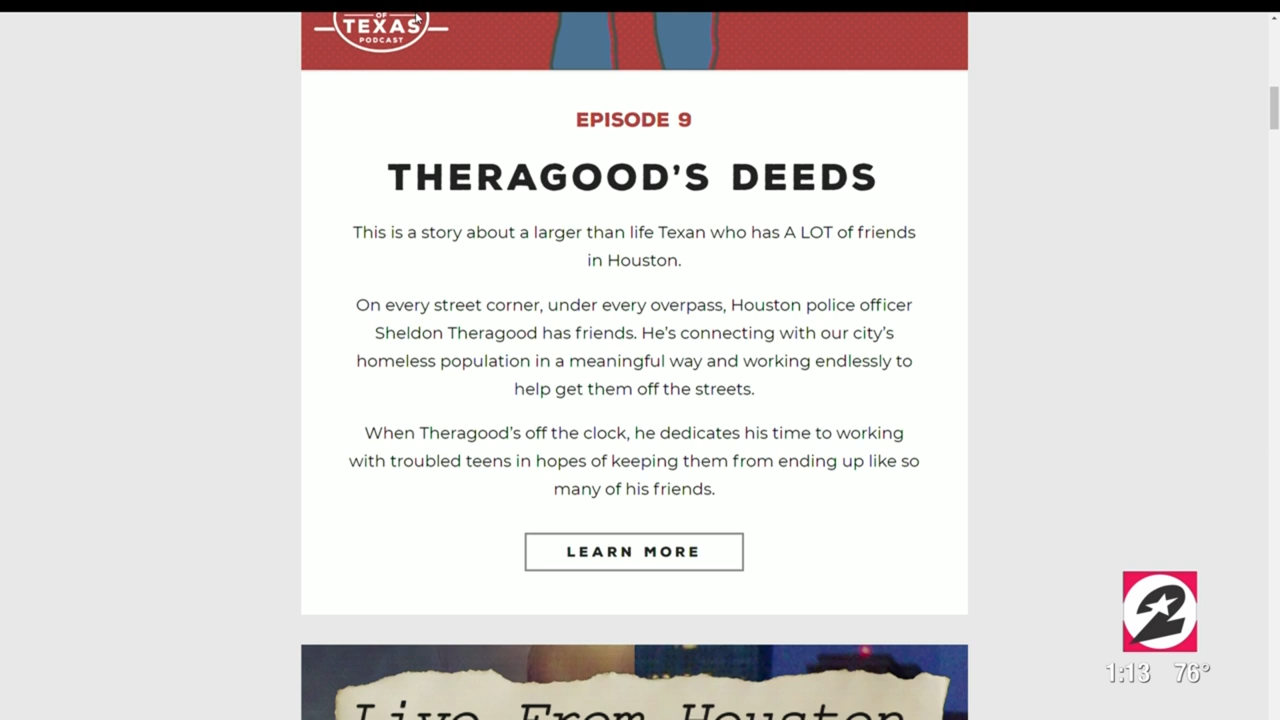 OF
TEXAS
PODCAST
EPISODE 9
THERAGOOD'S DEEDS
This is a story about a larger than life Texan who has A LOT of friends
in Houston.
On every street corner, under every overpass, Houston police officer
Sheldon Theragood has friends. He's connecting with our city's
homeless population in a meaningful way and working endlessly to
help get them off the streets.
When Theragood's off the clock, he dedicates his time to working
with troubled teens in hopes of keeping them from ending up like so
many of his friends.
LEARN MORE
2
1:13 76°
Live From Houston